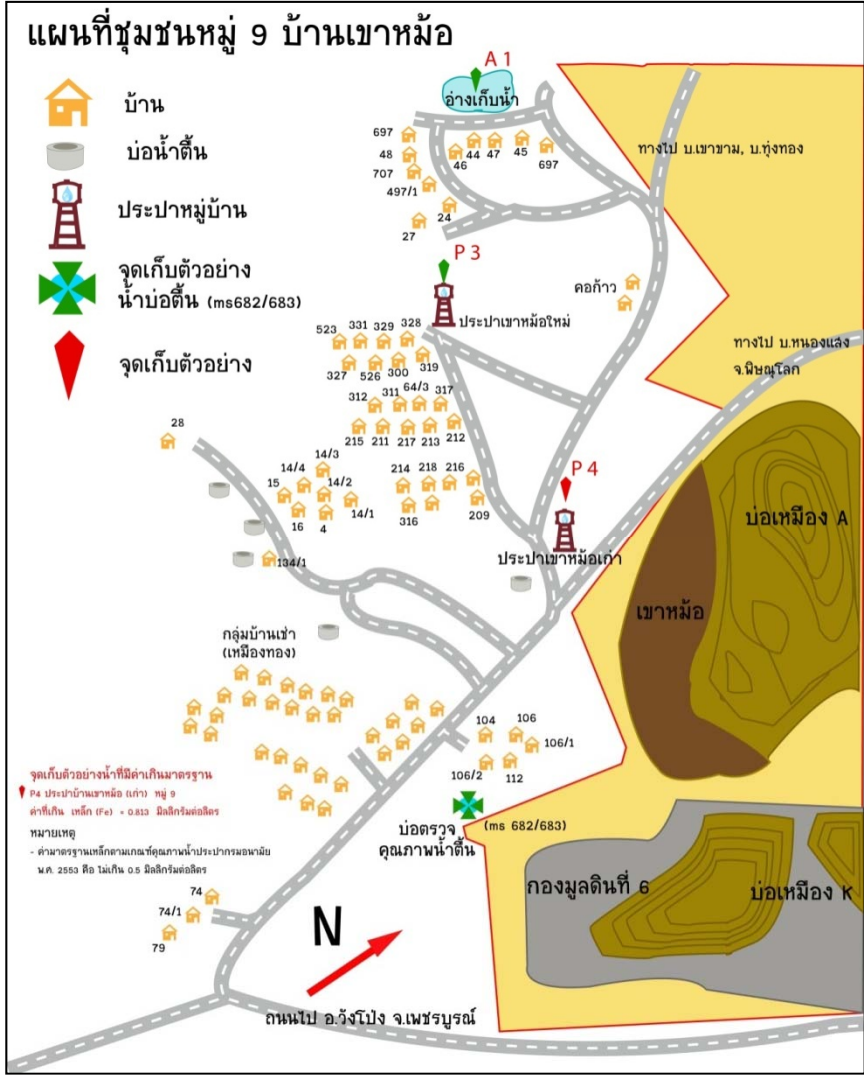 แผนที่ชุมชนหมู่ 9 บ้านเขาหม้อ
บ้าน
บ่อน้ำตื้น
ประปาหมู่บ้าน
จุดเก็บตัวอย่าง
น้ำบ่อตื้น (ms682/683)
จุดเก็บตัวอย่าง
A 1
อ่างเก็บน้ำ
697
48
707
497/1
24
27
46
44
47
45
697
ทางไป บ.เขาขาม, บ.ทุ่งทอง
P 3
ประปาเขาหม้อใหม่
คอก้าว
ทางไป บ.หนองแสง
จ.พิษณุโลก
523
331
329
328
327
526
300
319
312
311
64/3
317
215
211
217
213
212
28
14/3
14/4
15
14/2
16
4
14/1
214
218
216
316
209
P 4
ประปาเขาหม้อเก่า
134/1
บ่อเหมือง A
เขาหม้อ
กลุ่มบ้านเช่า
(เหมืองทอง)
104
106
106/1
106/2
112
จุดเก็บตัวอย่างน้ำที่มีค่าเกินมาตรฐาน
P4 ประปาบ้านเขาหม้อ (เก่า) หมู่ 9
ค่าที่เกิน เหล็ก (Fe) = 0.813 มิลลิกรัมต่อลิตร
หมายเหตุ
- ค่ามาตรฐานเหล็กตามเกณฑ์คุณภาพน้ำประปากรมอนามัย
พ.ศ. 2553 คือ ไม่เกิน 0.5 มิลลิกรัมต่อลิตร
บ่อตรวจ (ms 682/683)
คุณภาพน้ำตื้น
กองมูลดินที่ 6
บ่อเหมือง K
74
74/1
79
N
ถนนไป อ.วังโป่ง จ.เพชรบูรณ์